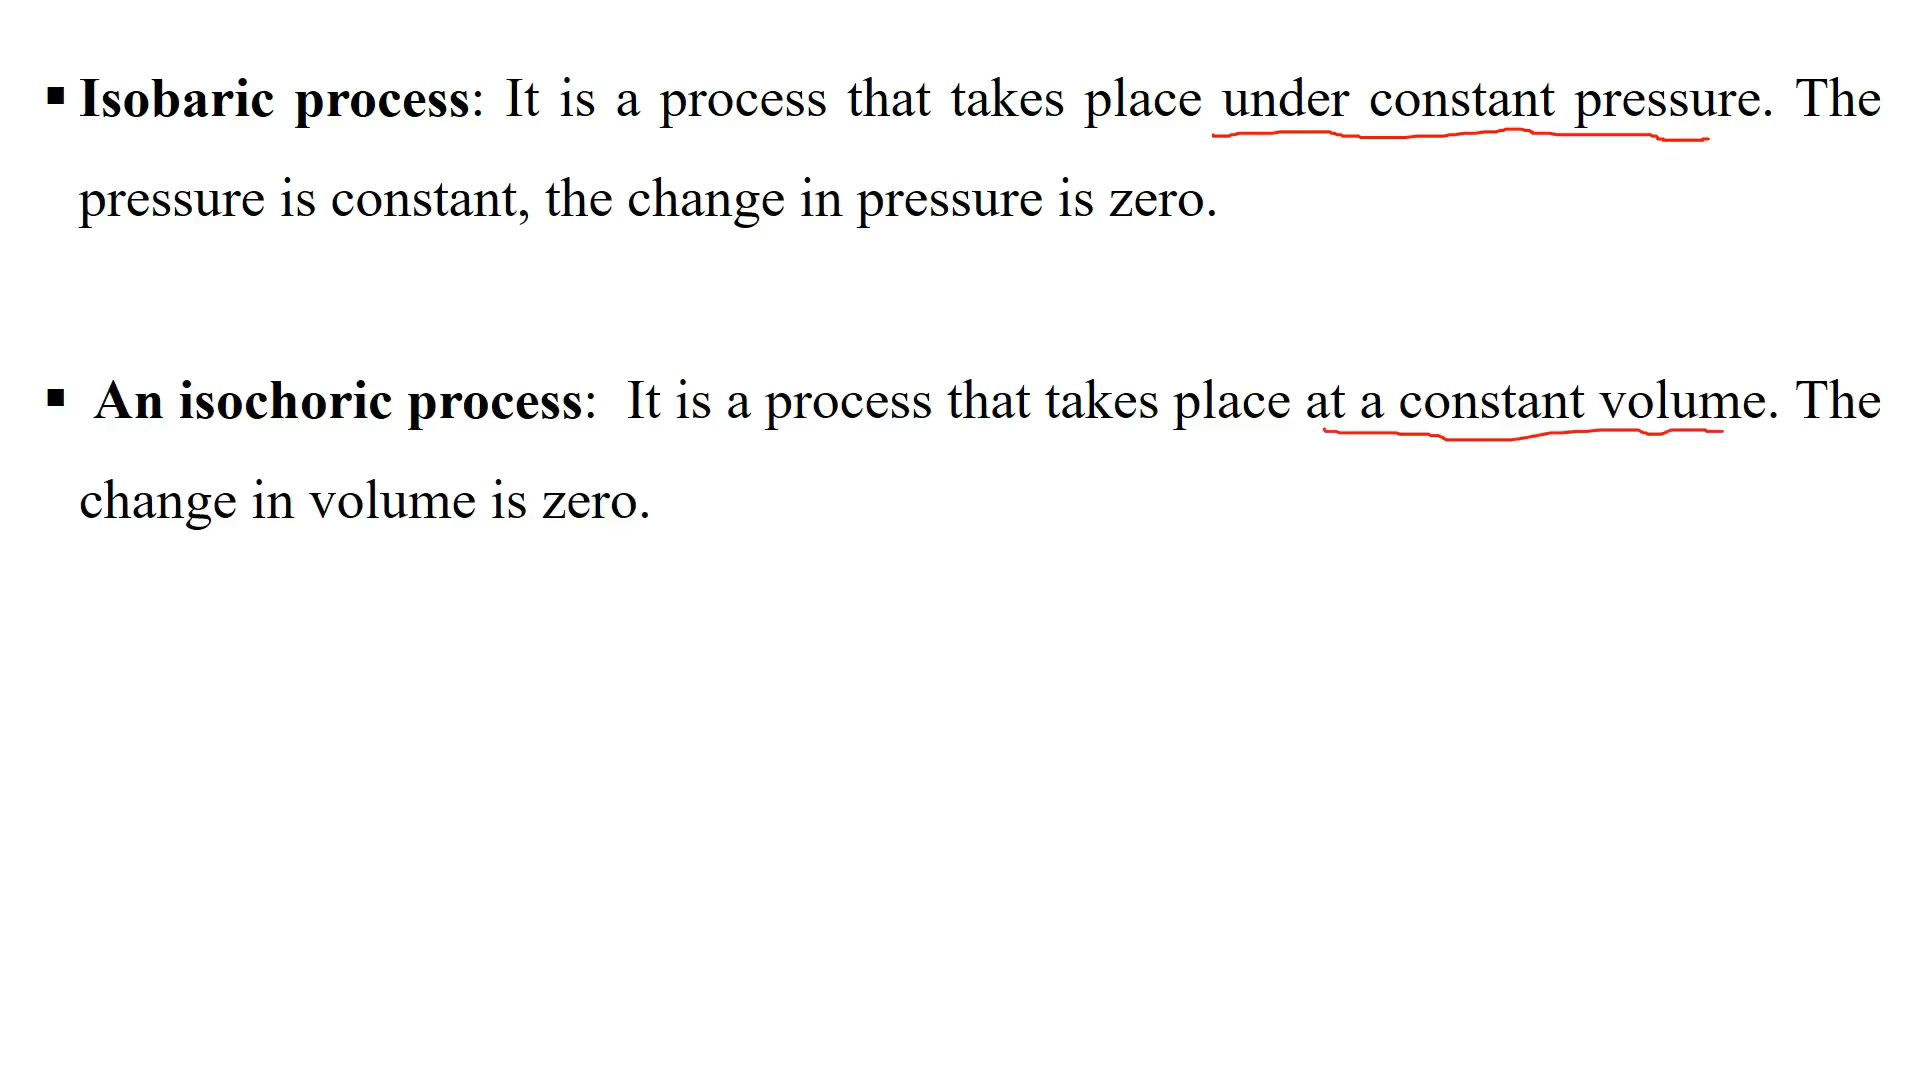 ▪ Isobaric process: It is a process that takes place under constant pressure. The
pressure is constant, the change in pressure is zero.
▪ An isochoric process: It is a process that takes place at a constant volume. The
change in volume is zero.